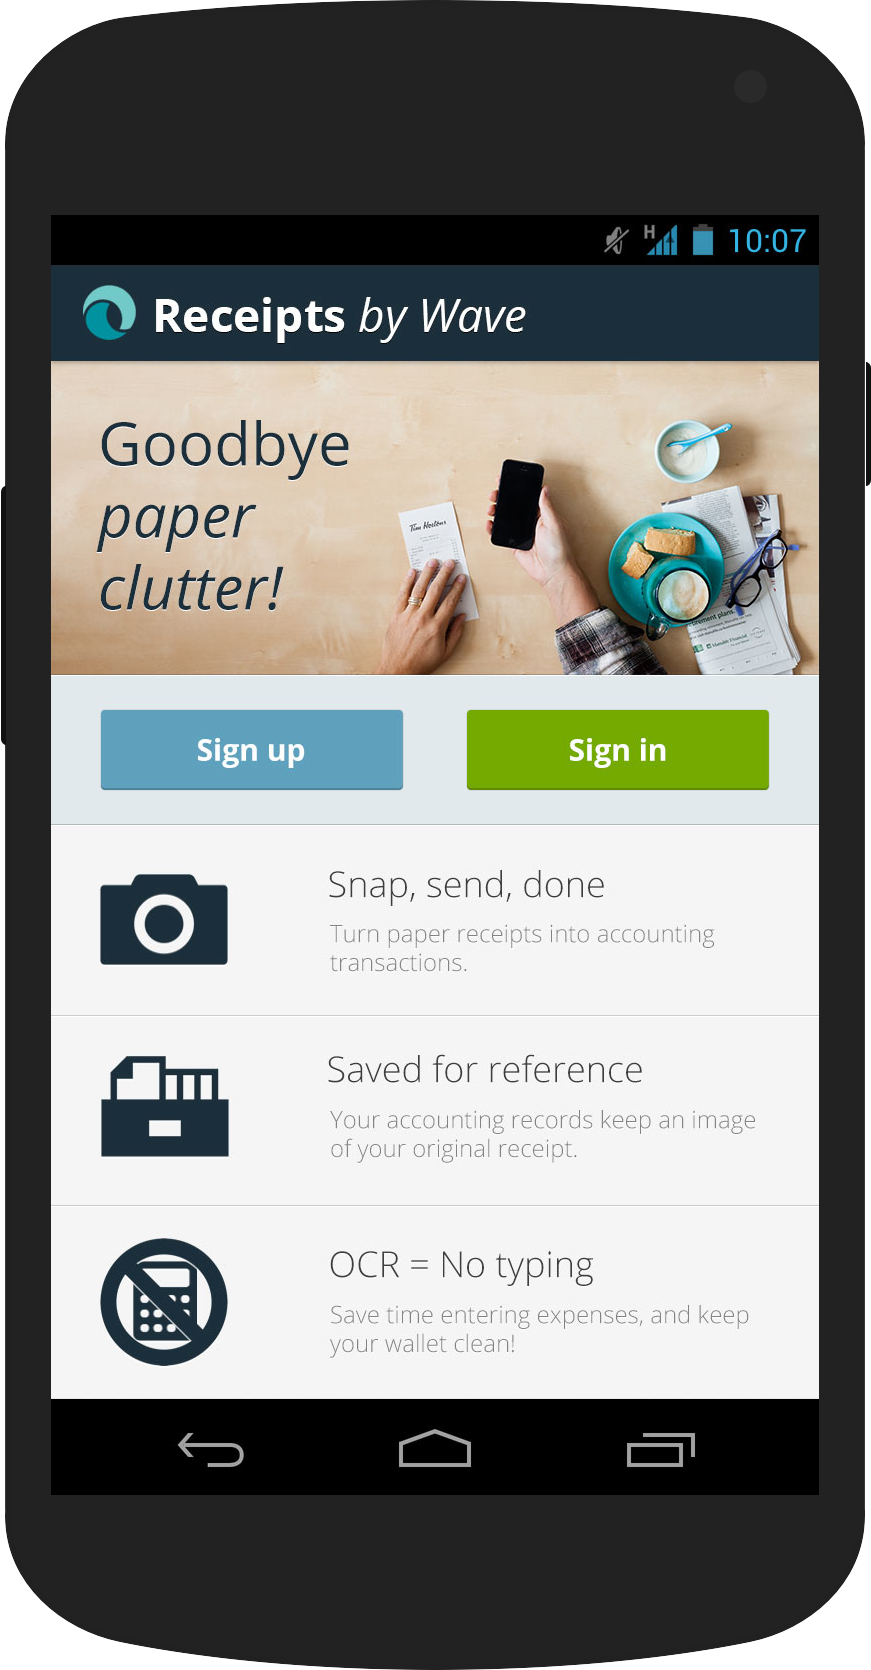 H 10:07
Receipts by Wave
Goodbye
paper
clutter!
Tim Hortons
Sign up Sign in
Snap, send, done
Turn paper receipts into accounting
transactions.
Saved for reference
Your accounting records keep an image
of your original receipt.
OCR = No typing
Save time entering expenses, and keep
your wallet clean!